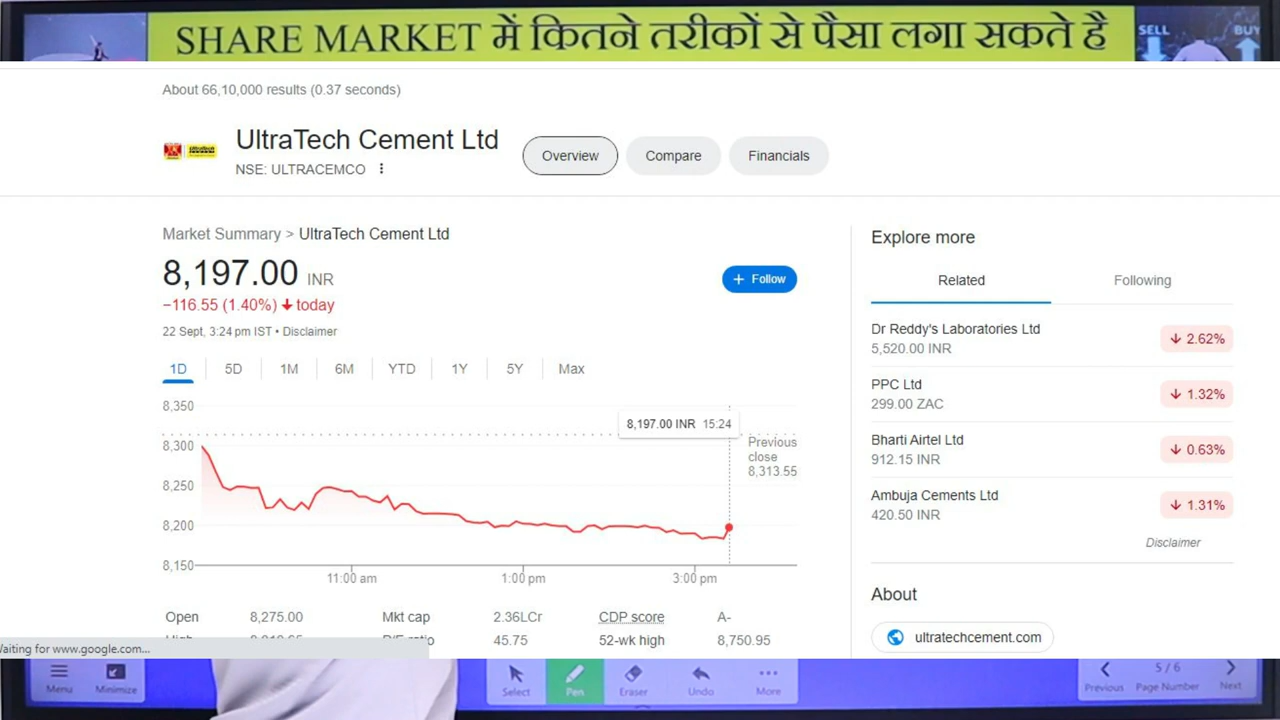 SHARE MARKET में कितने तरीकों से पैसा लगा सकते है
SELL
BUY
About 66,10,000 results (0.37 seconds)
UltraTech Cement Ltd
NSE: ULTRACEMCO
Overview
Compare
Financials
Market Summary > UltraTech Cement Ltd
8,197.00 INR
+ Follow
−116.55 (1.40%) ↓ today
22 Sept, 3:24 pm IST • Disclaimer
1D 5D 1M 6M YTD 1Y 5Y Max
8,350
8,300
8,250
8,200
8,150
8,197.00 INR 15:24
Previous
close
8,313.55
11:00 am 1:00 pm 3:00 pm
Open 8,275.00 Mkt cap 2.36LCr CDP score A-
45.75 52-wk high 8,750.95
Waiting for www.google.com...
Explore more
Related Following
Dr Reddy's Laboratories Ltd
5,520.00 INR
↓ 2.62%
PPC Ltd
299.00 ZAC
↓ 1.32%
Bharti Airtel Ltd
912.15 INR
↓ 0.63%
Ambuja Cements Ltd
420.50 INR
↓ 1.31%
Disclaimer
About
ultratechcement.com
Menu Minimize Select Pen Eraser Undo More
5 / 6
Previous Page Number Next